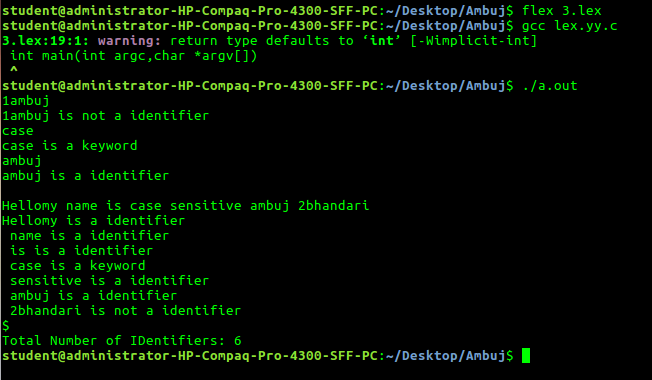 student@administrator-HP-Compaq-Pro-4300-SFF-PC:~/Desktop/Ambuj$ flex 3.lex
student@administrator-HP-Compaq-Pro-4300-SFF-PC:~/Desktop/Ambuj$ gcc lex.yy.c
3.lex:19:1: warning: return type defaults to ‘int’ [-Wimplicit-int]
 int main(int argc,char *argv[])
 ^
student@administrator-HP-Compaq-Pro-4300-SFF-PC:~/Desktop/Ambuj$ ./a.out
1ambuj
1ambuj is not a identifier
case
case is a keyword
ambuj
ambuj is a identifier

Hellomy name is case sensitive ambuj 2bhandari
Hellomy is a identifier
 name is a identifier
 is is a identifier
 case is a keyword
 sensitive is a identifier
 ambuj is a identifier
 2bhandari is not a identifier
$
Total Number of IDentifiers: 6
student@administrator-HP-Compaq-Pro-4300-SFF-PC:~/Desktop/Ambuj$